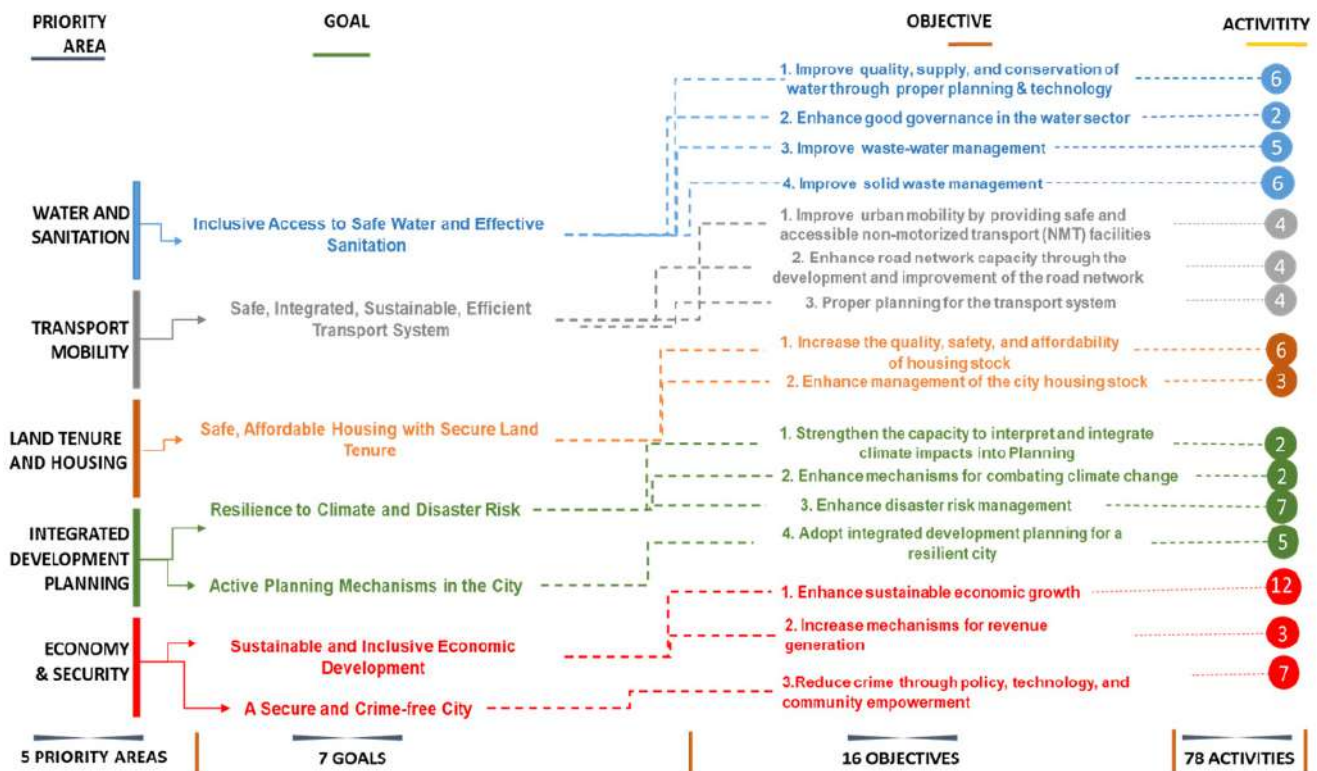 PRIORITY
AREA
GOAL
OBJECTIVE
ACTIVITITY
1. Improve quality, supply, and conservation of
water through proper planning & technology
6
2. Enhance good governance in the water sector
2
3. Improve waste-water management
5
4. Improve solid waste management
6
WATER AND
SANITATION
Inclusive Access to Safe Water and Effective
Sanitation
1. Improve urban mobility by providing safe and
accessible non-motorized transport (NMT) facilities
4
2. Enhance road network capacity through the
development and improvement of the road network
4
3. Proper planning for the transport system
4
TRANSPORT
MOBILITY
Safe, Integrated, Sustainable, Efficient
Transport System
1. Increase the quality, safety, and affordability
of housing stock
6
2. Enhance management of the city housing stock
3
LAND TENURE
AND HOUSING
Safe, Affordable Housing with Secure Land
Tenure
1. Strengthen the capacity to interpret and integrate
climate impacts into Planning
2
2. Enhance mechanisms for combating climate change
2
3. Enhance disaster risk management
7
4. Adopt integrated development planning for a
resilient city
5
INTEGRATED
DEVELOPMENT
PLANNING
Resilience to Climate and Disaster Risk
Active Planning Mechanisms in the City
1. Enhance sustainable economic growth
12
2. Increase mechanisms for revenue
generation
3
3.Reduce crime through policy, technology, and
community empowerment
7
ECONOMY
& SECURITY
Sustainable and Inclusive Economic
Development
A Secure and Crime-free City
5 PRIORITY AREAS
7 GOALS
16 OBJECTIVES
78 ACTIVITIES